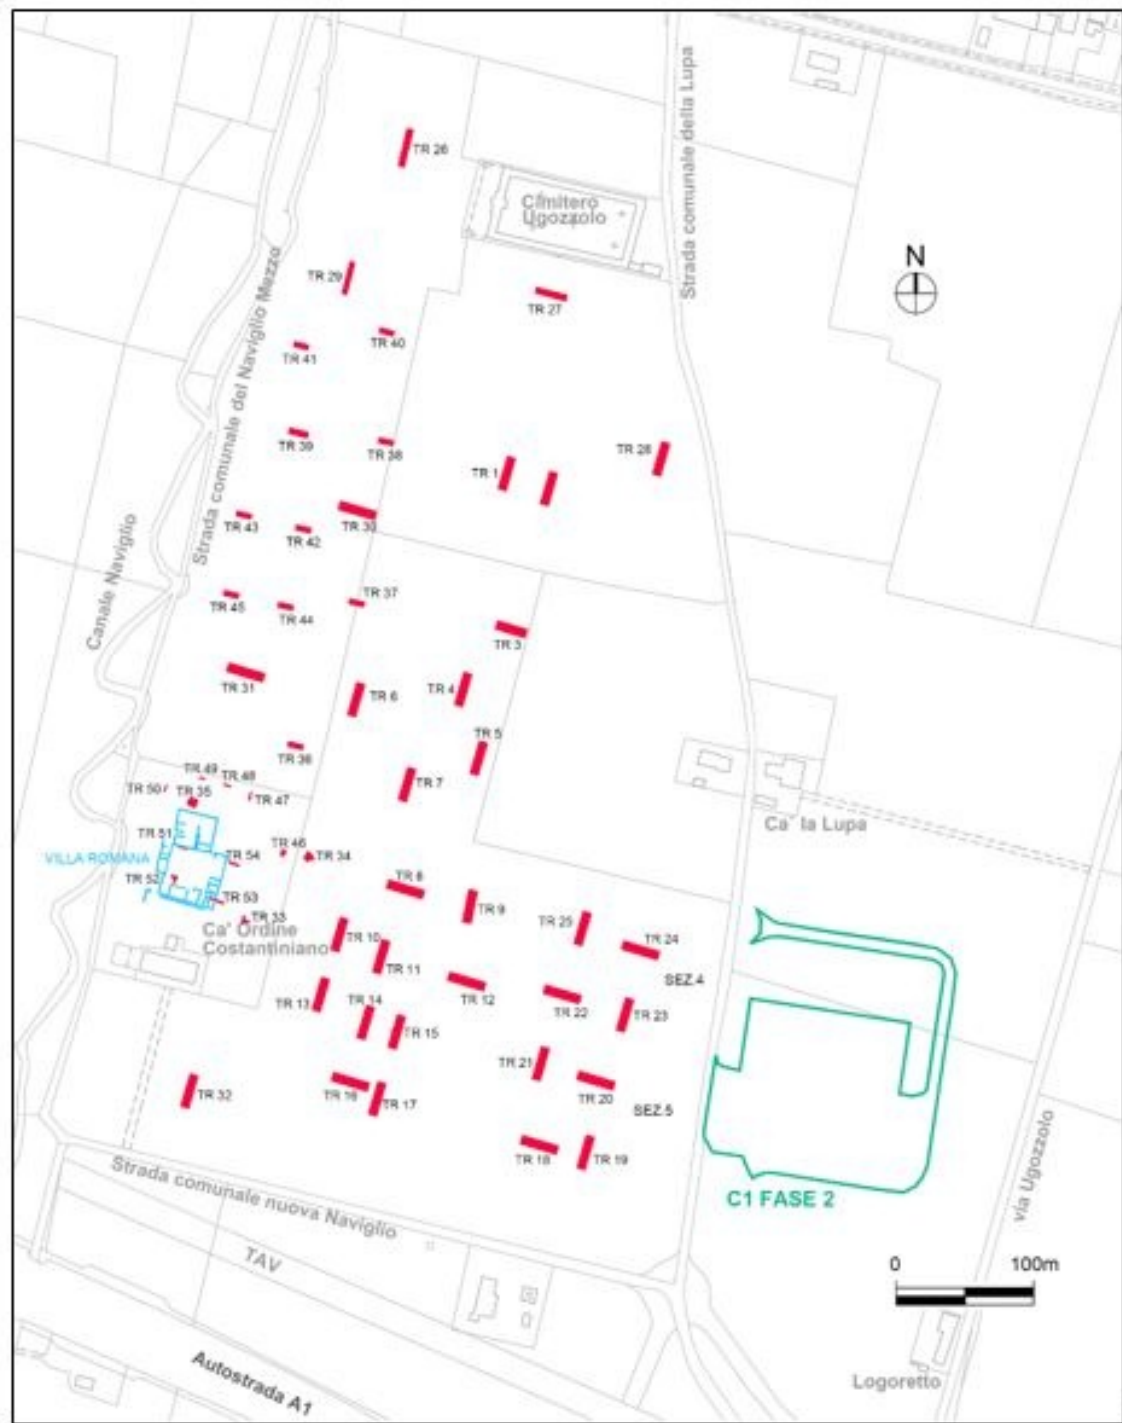 TR 26
Cimitero
Ugozzolo
Strada comunale della Lupa
N
TR 29
TR 27
Strada comunale del Naviglio Mezzo
TR 40
TR 41
TR 39
TR 38
TR 1
TR 28
TR 30
TR 43
TR 42
Canale Naviglio
TR 37
TR 45
TR 44
TR 3
TR 31
TR 6
TR 4
TR 5
TR 36
TR 7
TR 49
TR 48
TR 50
TR 35
TR 47
Ca' la Lupa
TR 51
TR 46
TR 34
VILLA ROMANA
TR 54
TR 52
TR 8
TR 53
TR 9
TR 33
Ca' Ordine
Costantiniano
TR 10
TR 25
TR 24
TR 11
SEZ.4
TR 13
TR 12
TR 14
TR 22
TR 23
TR 15
TR 21
TR 32
TR 16
TR 17
TR 20
SEZ.5
TR 18
TR 19
Strada comunale nuova Naviglio
C1 FASE 2
via Ugozzolo
TAV
0 100m
Autostrada A1
Logoretto